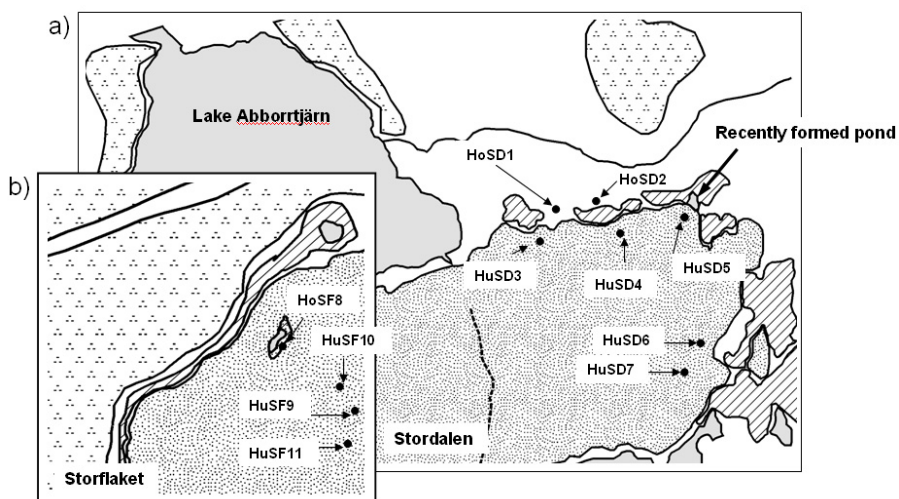 a)
Lake Abborrtjärn
Recently formed pond
HoSD1
HoSD2
HuSD3
HuSD4
HuSD5
HuSD6
HuSD7
Stordalen
b)
HoSF8
HuSF10
HuSF9
HuSF11
Storflaket